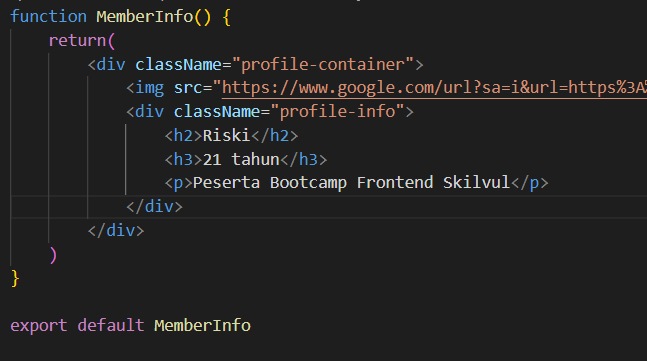 function MemberInfo() {
    return(
        <div className="profile-container">
            <img src="https://www.google.com/url?sa=i&url=https%3A%
            <div className="profile-info">
                <h2>Riski</h2>
                <h3>21 tahun</h3>
                <p>Peserta Bootcamp Frontend Skilvul</p>
            </div>
        </div>
    )
}

export default MemberInfo